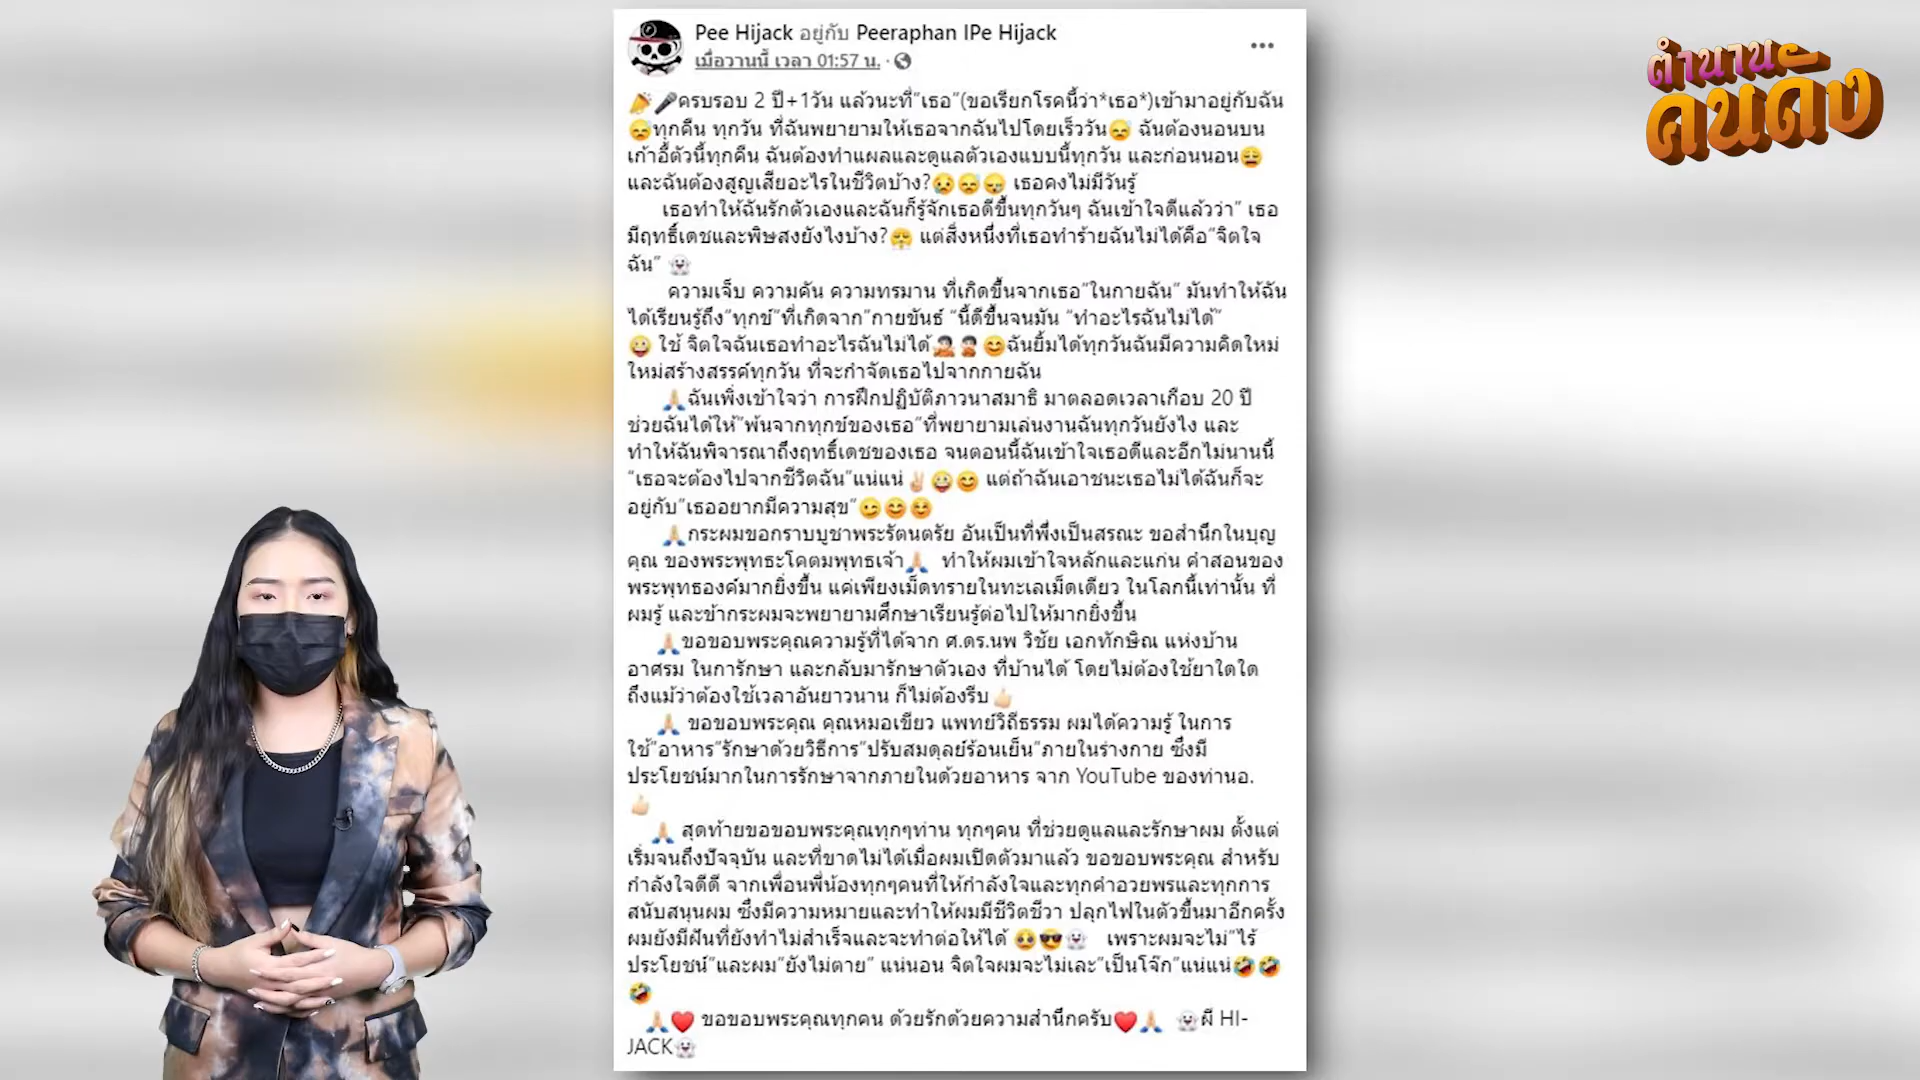 Pee Hijack อยู่กับ Peeraphan IPe Hijack
เมื่อวานนี้ เวลา 01:57 น. ·
ตำนาน
คนดัง
ครบรอบ 2 ปี+1วัน แล้วนะที่"เธอ"(ขอเรียกโรคนี้ว่า*เธอ*)เข้ามาอยู่กับฉัน
😴ทุกคืน ทุกวัน ที่ฉันพยายามให้เธอจากฉันไปโดยเร็ววัน😴 ฉันต้องนอนบน
เก้าอี้ตัวนี้ทุกคืน ฉันต้องทำแผลและดูแลตัวเองแบบนี้ทุกวัน และก่อนนอน😩
และฉันต้องสูญเสียอะไรในชีวิตบ้าง?😢😴😪 เธอคงไม่มีวันรู้
เธอทำให้ฉันรักตัวเองและฉันก็รู้จักเธอดีขึ้นทุกวันๆ ฉันเข้าใจดีแล้วว่า" เธอ
มีฤทธิ์เดชและพิษสงยังไงบ้าง?😤 แต่สิ่งหนึ่งที่เธอทำร้ายฉันไม่ได้คือ"จิตใจ
ฉัน" 👻
ความเจ็บ ความคัน ความทรมาน ที่เกิดขึ้นจากเธอ"ในกายฉัน" มันทำให้ฉัน
ได้เรียนรู้ถึง"ทุกข์"ที่เกิดจาก"กายขันธ์ "นี้ดีขึ้นจนมัน "ทำอะไรฉันไม่ได้"
😜 ใช้ จิตใจฉันเธอทำอะไรฉันไม่ได้😊ฉันยิ้มได้ทุกวันฉันมีความคิดใหม่
ใหม่สร้างสรรค์ทุกวัน ที่จะกำจัดเธอไปจากกายฉัน
🙏ฉันเพิ่งเข้าใจว่า การฝึกปฏิบัติภาวนาสมาธิ มาตลอดเวลาเกือบ 20 ปี
ช่วยฉันได้ให้"พ้นจากทุกข์ของเธอ"ที่พยายามเล่นงานฉันทุกวันยังไง และ
ทำให้ฉันพิจารณาถึงฤทธิ์เดชของเธอ จนตอนนี้ฉันเข้าใจเธอดีและอีกไม่นานนี้
"เธอจะต้องไปจากชีวิตฉัน"แน่แน่✌😜😊 แต่ถ้าฉันเอาชนะเธอไม่ได้ฉันก็จะ
อยู่กับ"เธออยากมีความสุข"😉😊☺
🙏กระผมขอกราบบูชาพระรัตนตรัย อันเป็นที่พึ่งเป็นสรณะ ขอสำนึกในบุญ
คุณ ของพระพุทธะโคตมพุทธเจ้า🙏 ทำให้ผมเข้าใจหลักและแก่น คำสอนของ
พระพุทธองค์มากยิ่งขึ้น แค่เพียงเม็ดทรายในทะเลเม็ดเดียว ในโลกนี้เท่านั้น ที่
ผมรู้ และข้ากระผมจะพยายามศึกษาเรียนรู้ต่อไปให้มากยิ่งขึ้น
🙏ขอขอบพระคุณความรู้ที่ได้จาก ศ.ดร.นพ วิชัย เอกทักษิณ แห่งบ้าน
อาศรม ในการักษา และกลับมารักษาตัวเอง ที่บ้านได้ โดยไม่ต้องใช้ยาใดใด
ถึงแม้ว่าต้องใช้เวลาอันยาวนาน ก็ไม่ต้องรีบ👍
🙏 ขอขอบพระคุณ คุณหมอเขียว แพทย์วิถีธรรม ผมได้ความรู้ ในการ
ใช้"อาหาร"รักษาด้วยวิธีการ"ปรับสมดุลย์ร้อนเย็น"ภายในร่างกาย ซึ่งมี
ประโยชน์มากในการรักษาจากภายในด้วยอาหาร จาก YouTube ของท่านอ.
👍
🙏 สุดท้ายขอขอบพระคุณทุกๆท่าน ทุกๆคน ที่ช่วยดูแลและรักษาผม ตั้งแต่
เริ่มจนถึงปัจจุบัน และที่ขาดไม่ได้เมื่อผมเปิดตัวมาแล้ว ขอขอบพระคุณ สำหรับ
กำลังใจดีดี จากเพื่อนพี่น้องทุกๆคนที่ให้กำลังใจและทุกคำอวยพรและทุกการ
สนับสนุนผม ซึ่งมีความหมายและทำให้ผมมีชีวิตชีวา ปลุกไฟในตัวขึ้นมาอีกครั้ง
ผมยังมีฝันที่ยังทำไม่สำเร็จและจะทำต่อให้ได้ 🥺😎👻 เพราะผมจะไม่"ไร้
ประโยชน์"และผม"ยังไม่ตาย" แน่นอน จิตใจผมจะไม่เละ"เป็นโจ๊ก"แน่แน่🤣🤣
🤣
🙏❤ ขอขอบพระคุณทุกคน ด้วยรักด้วยความสำนึกครับ❤🙏 👻ผี HI-
JACK👻